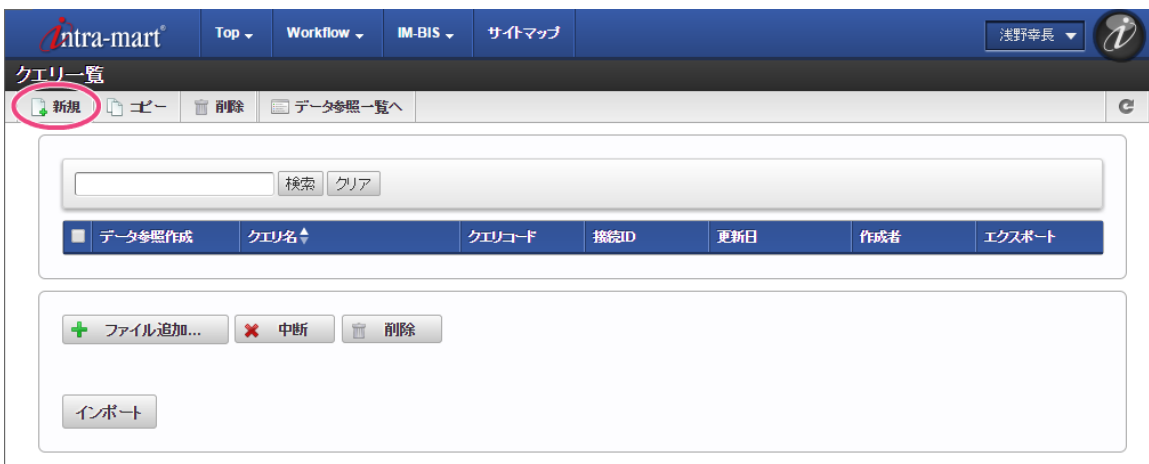 intra-mart® Top Workflow IM-BIS サイトマップ 浅野幸長
クエリ一覧
新規 コピー 削除 データ参照一覧へ
検索 クリア
データ参照作成 クエリ名 クエリコード 接続ID 更新日 作成者 エクスポート
ファイル追加... 中断 削除
インポート